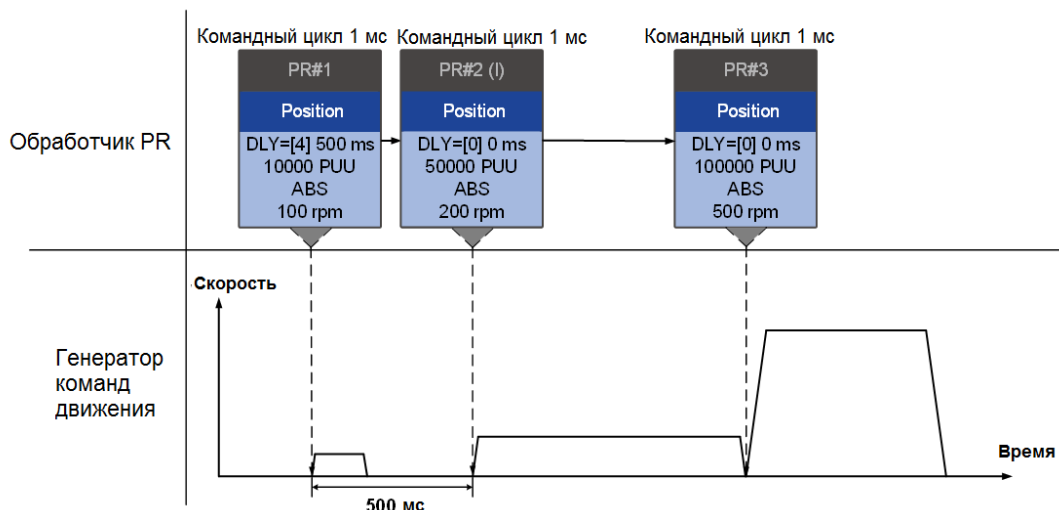 Командный цикл 1 мс
Командный цикл 1 мс
Командный цикл 1 мс
Обработчик PR
PR#1
Position
DLY=[4] 500 ms
10000 PUU
ABS
100 rpm
PR#2 (I)
Position
DLY=[0] 0 ms
50000 PUU
ABS
200 rpm
PR#3
Position
DLY=[0] 0 ms
100000 PUU
ABS
500 rpm
Генератор
команд
движения
Скорость
Время
500 мс